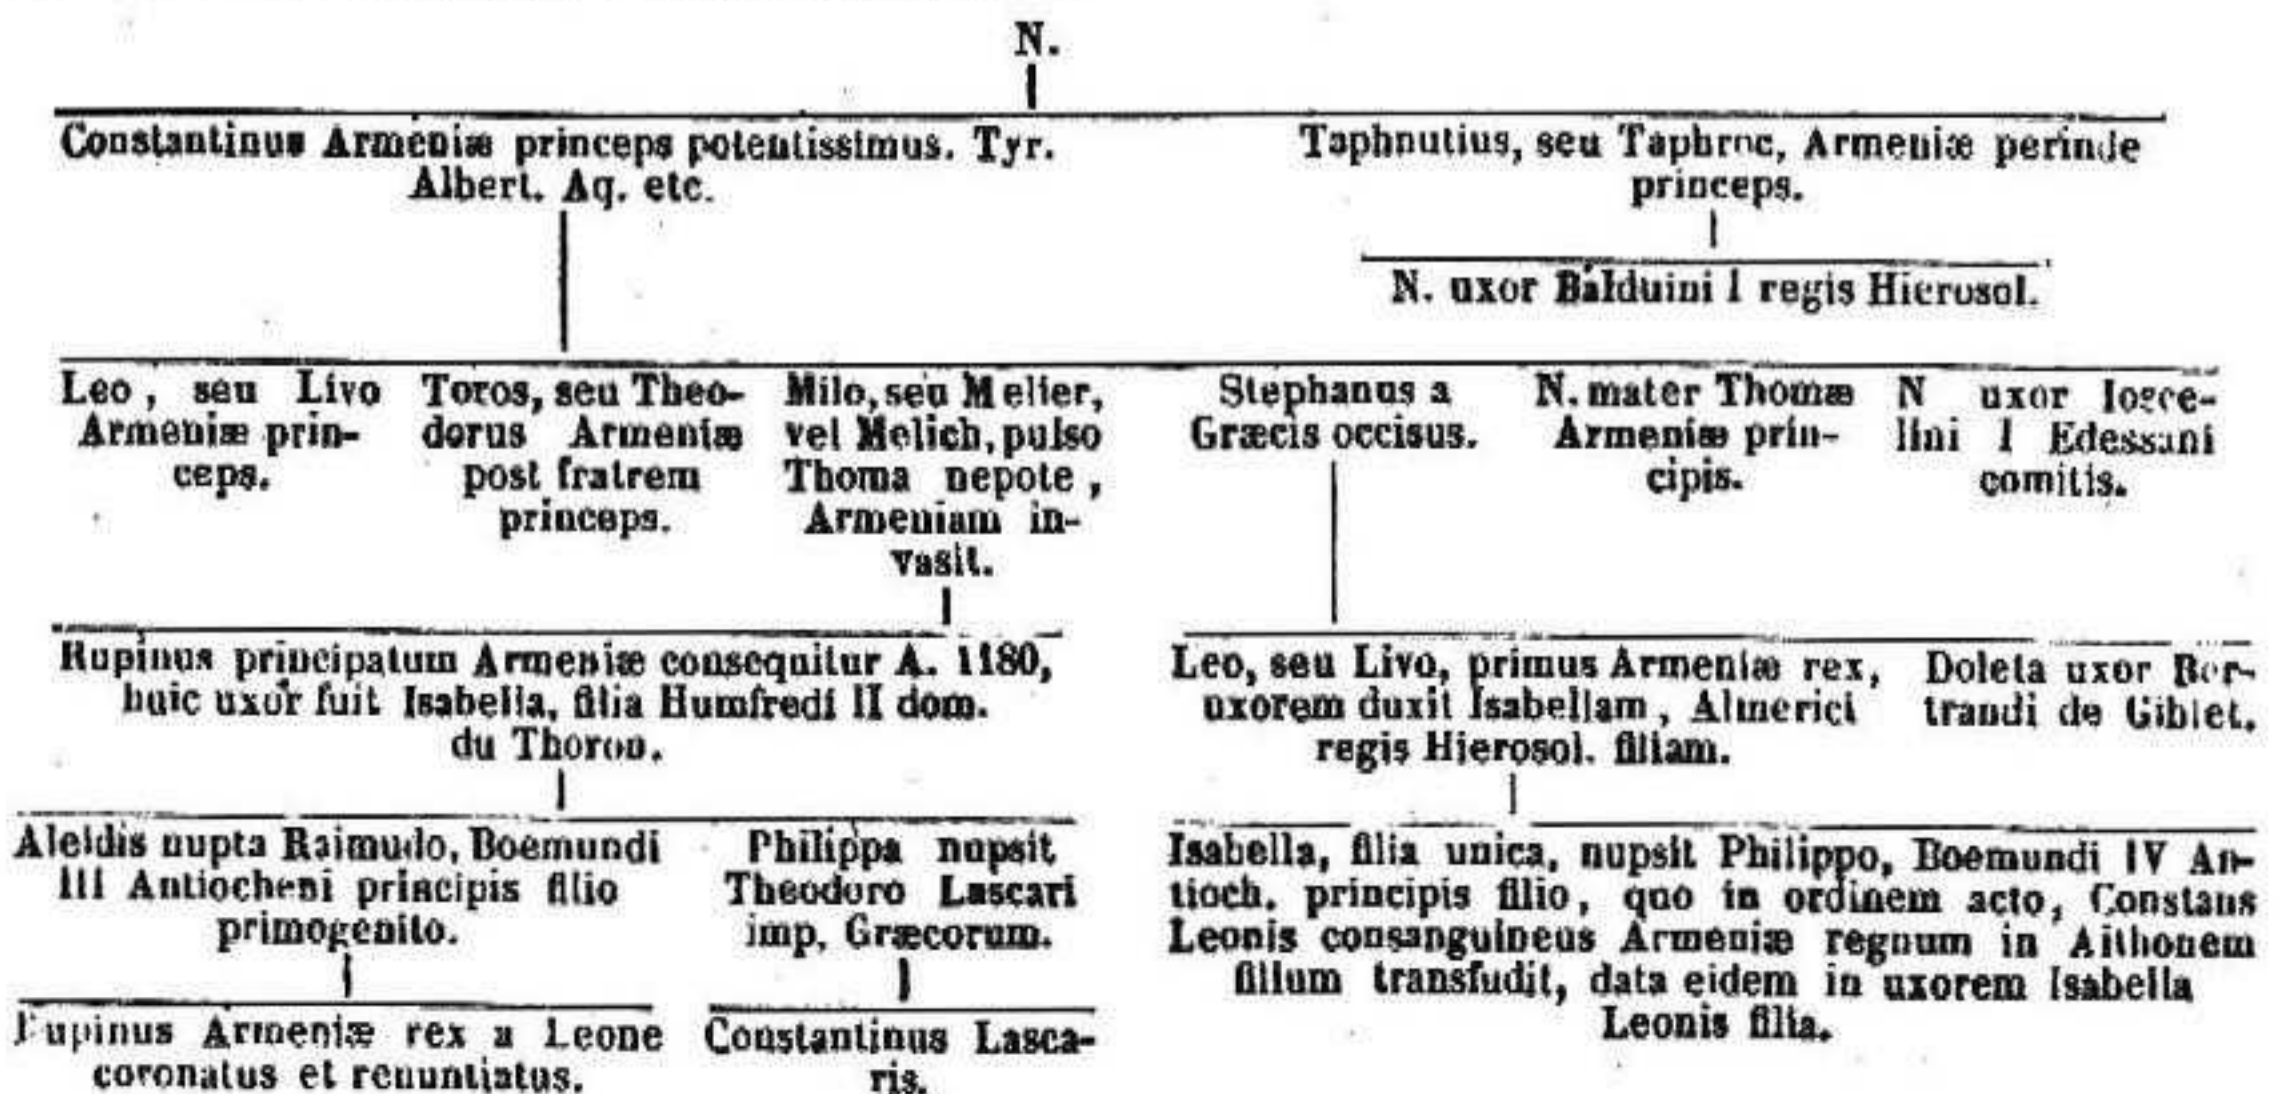 N.
Constantinus Armeniæ princeps potentissimus. Tyr.
Albert. Aq. etc.
Taphnutius, seu Taphroc, Armeniæ perinde
princeps.
N. uxor Balduini I regis Hierosol.
Leo, seu Livo
Armeniæ prin-
ceps.
Toros, seu Theo-
dorus Armeniæ
post fratrem
princeps.
Milo, seu Melier,
vel Melich, pulso
Thoma nepote,
Armeniam in-
vasit.
Stephanus a
Græcis occisus.
N. mater Thomæ
Armeniæ prin-
cipis.
N uxor Iosce-
lini I Edessani
comitis.
Rupinus principatum Armeniæ consequitur A. 1180,
huic uxor fuit Isabella, filia Humfredi II dom.
du Thoron.
Leo, seu Livo, primus Armeniæ rex,
uxorem duxit Isabellam, Almerici
regis Hierosol. filiam.
Doleta uxor Ber-
trandi de Giblet.
Aleidis nupta Raimudo, Boemundi
III Antiocheni principis filio
primogenito.
Philippa nupsit
Theodoro Lascari
imp. Græcorum.
Isabella, filia unica, nupsit Philippo, Boemundi IV An-
tioch. principis filio, quo in ordinem acto, Constans
Leonis consanguineus Armeniæ regnum in Aithonem
filium transfudit, data eidem in uxorem Isabella
Leonis filia.
Rupinus Armeniæ rex a Leone
coronatus et renuntiatus.
Constantinus Lasca-
ris.